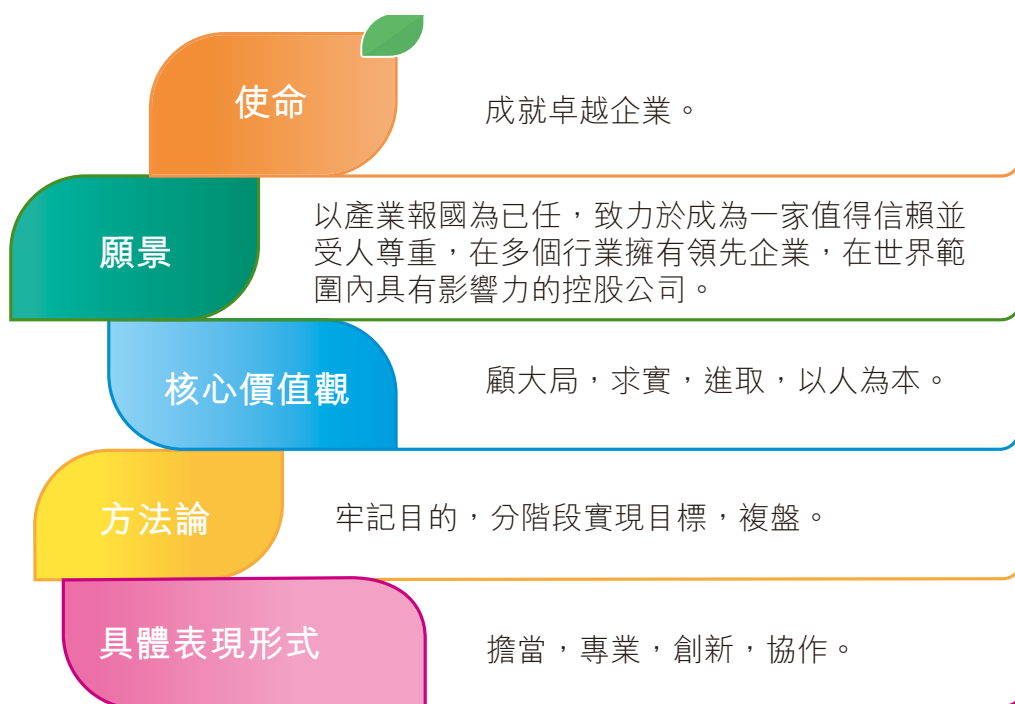 使命
成就卓越企業。
願景
以產業報國為已任，致力於成為一家值得信賴並
受人尊重，在多個行業擁有領先企業，在世界範
圍內具有影響力的控股公司。
核心價值觀
顧大局，求實，進取，以人為本。
方法論
牢記目的，分階段實現目標，複盤。
具體表現形式
擔當，專業，創新，協作。